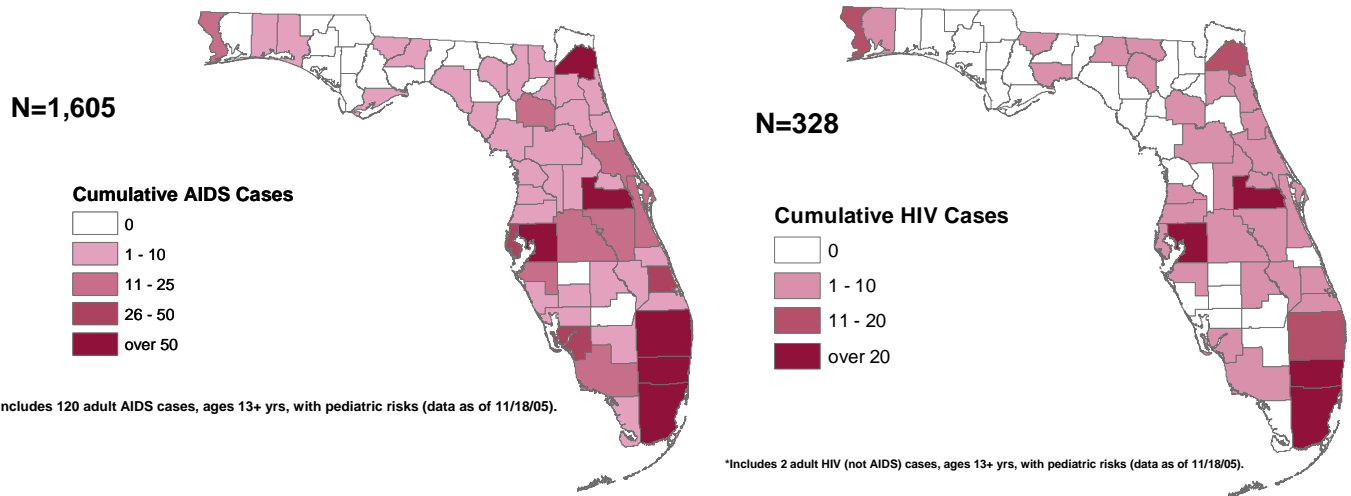 N=1,605
Cumulative AIDS Cases
0
1 - 10
11 - 25
26 - 50
over 50
ncludes 120 adult AIDS cases, ages 13+ yrs, with pediatric risks (data as of 11/18/05).
N=328
Cumulative HIV Cases
0
1 - 10
11 - 20
over 20
*Includes 2 adult HIV (not AIDS) cases, ages 13+ yrs, with pediatric risks (data as of 11/18/05).